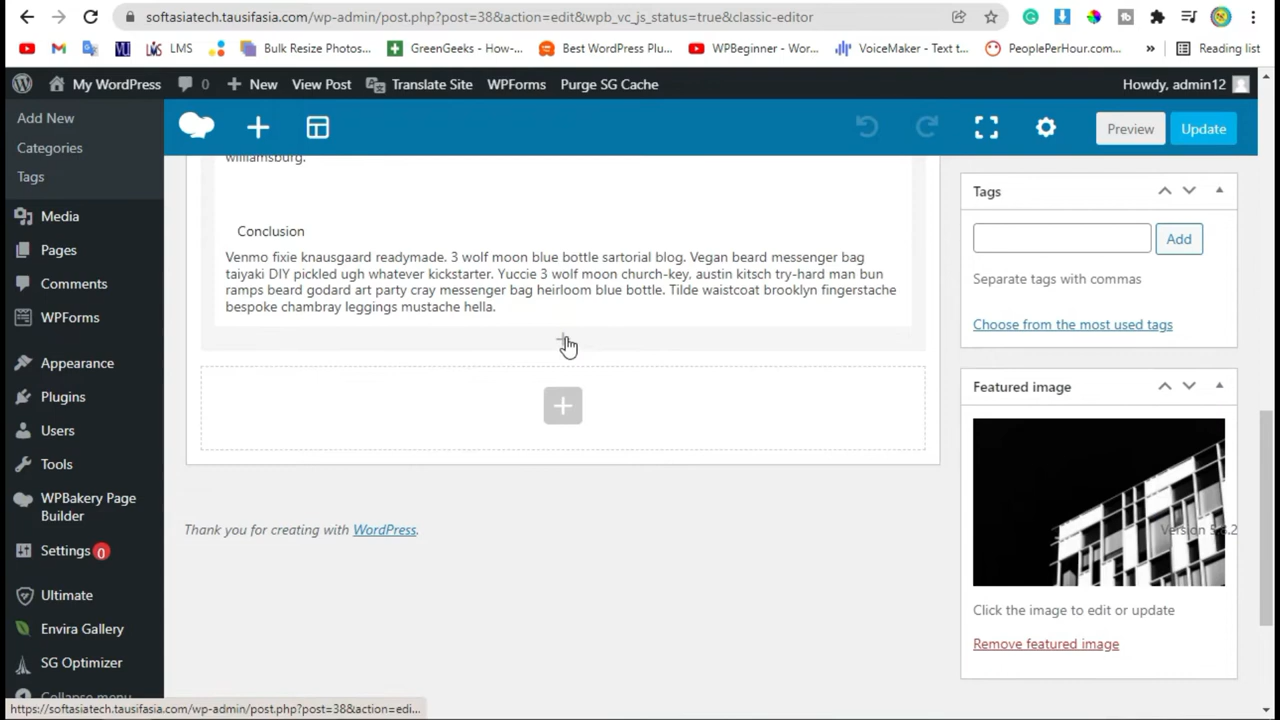 softasiatech.tausifasia.com/wp-admin/post.php?post=38&action=edit&wpb_vc_js_status=true&classic-editor
LMS
Bulk Resize Photos...
GreenGeeks - How-...
Best WordPress Plu...
WPBeginner - Wor...
VoiceMaker - Text t...
PeoplePerHour.com...
»
Reading list
My WordPress
0
New
View Post
Translate Site
WPForms
Purge SG Cache
Howdy, admin12
Add New
Categories
Tags
Media
Pages
Comments
WPForms
Appearance
Plugins
Users
Tools
WPBakery Page
Builder
Settings 0
Ultimate
Envira Gallery
SG Optimizer
Collapse menu
Preview
Update
williamsburg.
Conclusion
Venmo fixie knausgaard readymade. 3 wolf moon blue bottle sartorial blog. Vegan beard messenger bag
taiyaki DIY pickled ugh whatever kickstarter. Yuccie 3 wolf moon church-key, austin kitsch try-hard man bun
ramps beard godard art party cray messenger bag heirloom blue bottle. Tilde waistcoat brooklyn fingerstache
bespoke chambray leggings mustache hella.
Thank you for creating with WordPress.
Tags
Add
Separate tags with commas
Choose from the most used tags
Featured image
Click the image to edit or update
Remove featured image
https://softasiatech.tausifasia.com/wp-admin/post.php?post=38&action=edi...